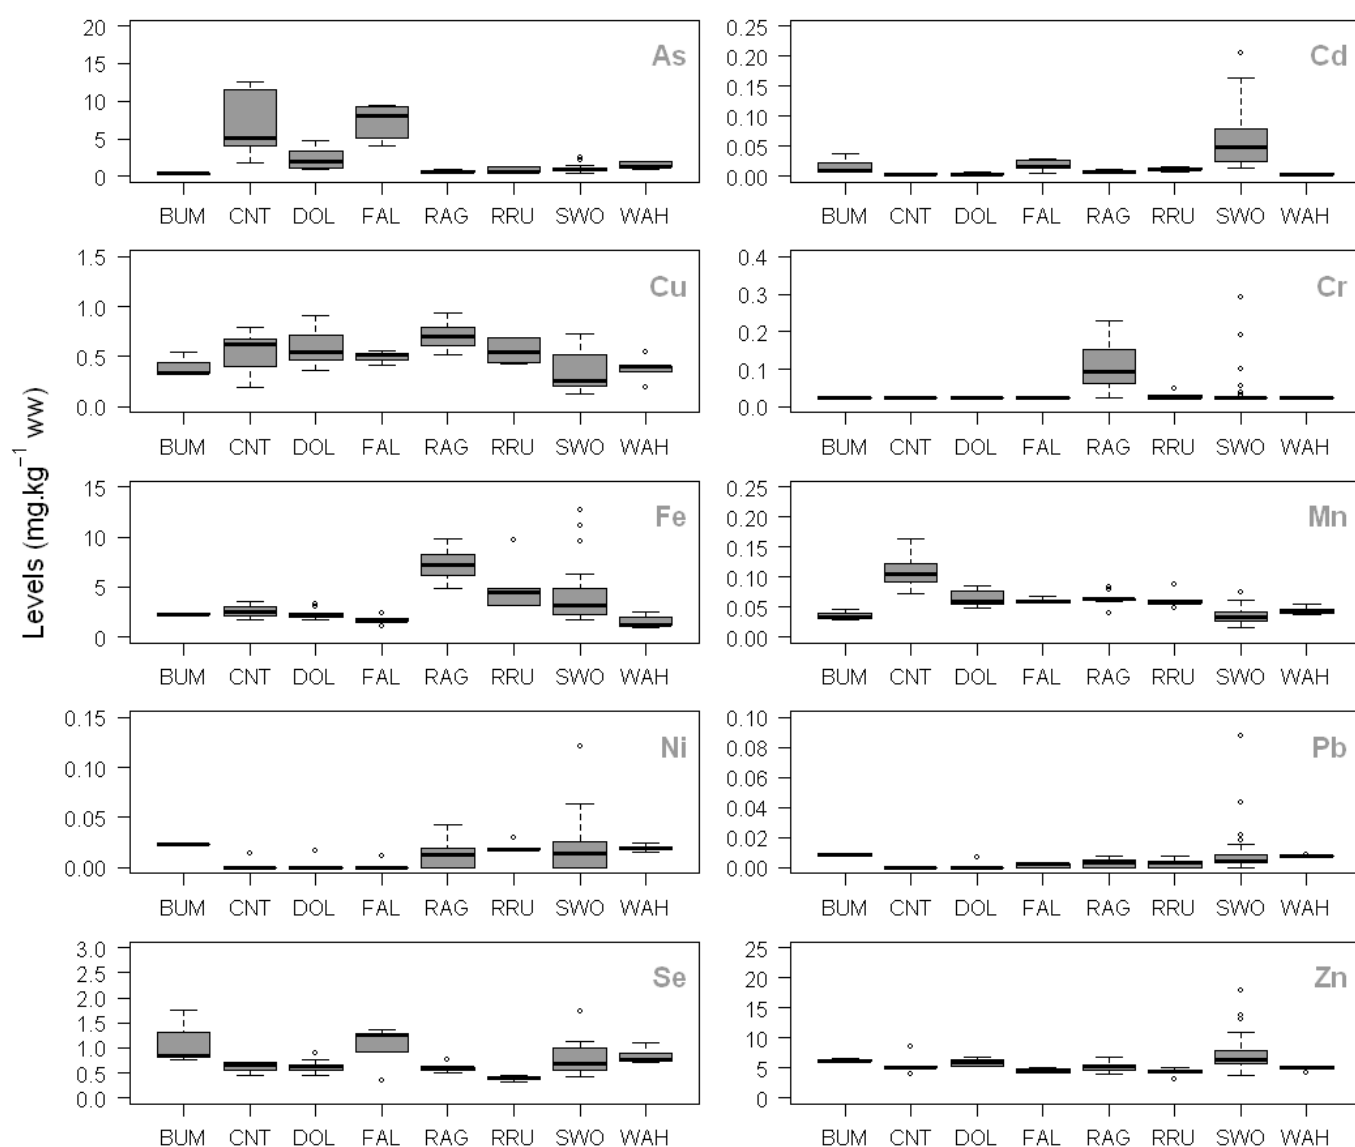 Levels (mg.kg⁻¹ ww)
20
15
10
5
0
As
BUM CNT DOL FAL RAG RRU SWO WAH
0.25
0.20
0.15
0.10
0.05
0.00
Cd
BUM CNT DOL FAL RAG RRU SWO WAH
1.5
1.0
0.5
0.0
Cu
BUM CNT DOL FAL RAG RRU SWO WAH
0.4
0.3
0.2
0.1
0.0
Cr
BUM CNT DOL FAL RAG RRU SWO WAH
15
10
5
0
Fe
BUM CNT DOL FAL RAG RRU SWO WAH
0.25
0.20
0.15
0.10
0.05
0.00
Mn
BUM CNT DOL FAL RAG RRU SWO WAH
0.15
0.10
0.05
0.00
Ni
BUM CNT DOL FAL RAG RRU SWO WAH
0.10
0.08
0.06
0.04
0.02
0.00
Pb
BUM CNT DOL FAL RAG RRU SWO WAH
3.0
2.5
2.0
1.5
1.0
0.5
0.0
Se
BUM CNT DOL FAL RAG RRU SWO WAH
25
20
15
10
5
0
Zn
BUM CNT DOL FAL RAG RRU SWO WAH